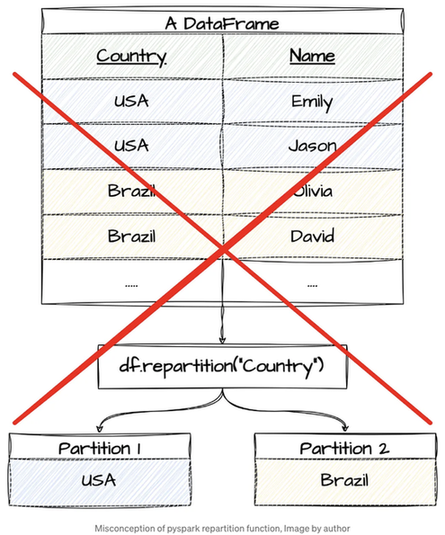 A DataFrame
Country Name
USA Emily
USA Jason
Brazil Olivia
Brazil David
..... ....
df.repartition("Country")
Partition 1 Partition 2
USA Brazil
Misconception of pyspark repartition function, Image by author